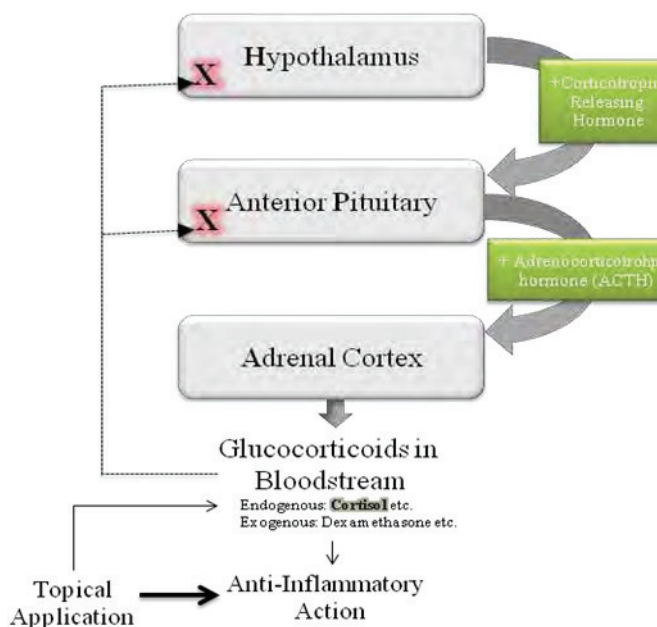 X
Hypothalamus
+Corticotropin
Releasing
Hormone
X
Anterior Pituitary
+ Adrenocorticotrohp
hormone (ACTH)
Adrenal Cortex
Glucocorticoids in
Bloodstream
Endogenous: Cortisol etc.
Exogenous: Dexamethasone etc.
Topical
Application
Anti-Inflammatory
Action